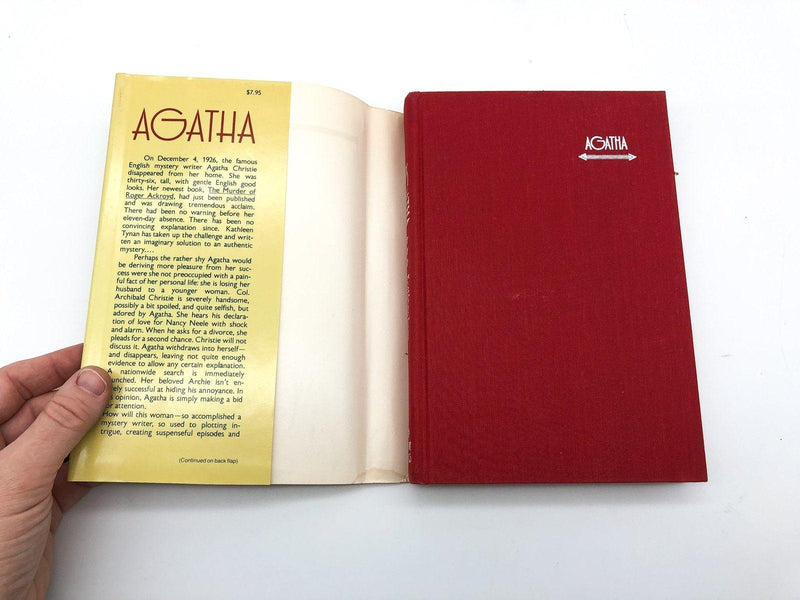 $7.95
AGATHA
On December 4, 1926, the famous
English mystery writer Agatha Christie
disappeared from her home. She was
thirty-six, tall, with gentle English good
looks. Her newest book, The Murder of
Roger Ackroyd, had just been published
and was drawing tremendous acclaim.
There had been no warning before her
eleven-day absence. There has been no
convincing explanation since. Kathleen
Tynan has taken up the challenge and writ-
ten an imaginary solution to an authentic
mystery....
Perhaps the rather shy Agatha would
be deriving more pleasure from her suc-
cess were she not preoccupied with a pain-
ful fact of her personal life: she is losing her
husband to a younger woman. Col.
Archibald Christie is severely handsome,
possibly a bit spoiled, and quite selfish, but
adored by Agatha. She hears his declara-
tion of love for Nancy Neele with shock
and alarm. When he asks for a divorce, she
pleads for a second chance. Christie will not
discuss it. Agatha withdraws into herself—
and disappears, leaving not quite enough
evidence to allow any certain explanation.
A nationwide search is immediately
unched. Her beloved Archie isn't en-
ely successful at hiding his annoyance. In
s opinion, Agatha is simply making a bid
or attention.
How will this woman—so accomplished a
mystery writer, so used to plotting in-
trigue, creating suspenseful episodes and
(Continued on back flap)
AGATHA